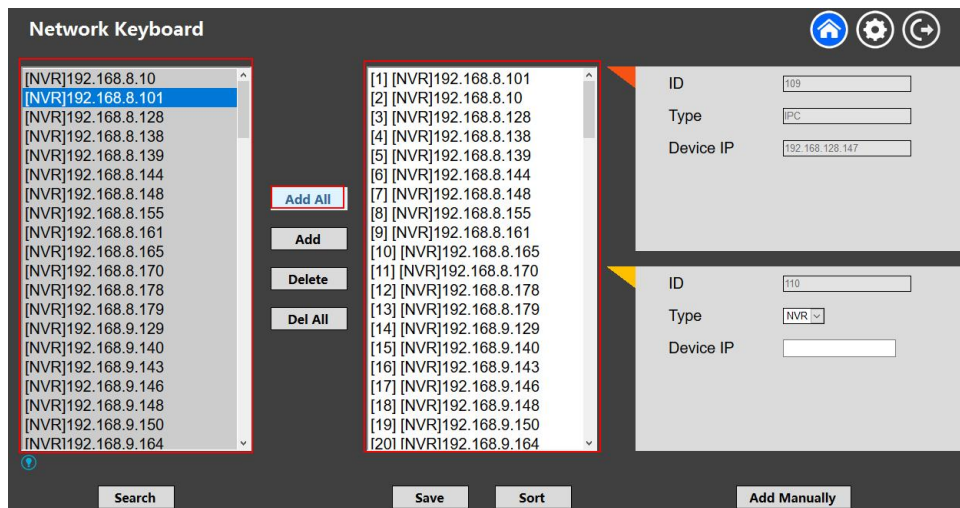 Network Keyboard
[NVR]192.168.8.10
[NVR]192.168.8.101
[NVR]192.168.8.128
[NVR]192.168.8.138
[NVR]192.168.8.139
[NVR]192.168.8.144
[NVR]192.168.8.148
[NVR]192.168.8.155
[NVR]192.168.8.161
[NVR]192.168.8.165
[NVR]192.168.8.170
[NVR]192.168.8.178
[NVR]192.168.8.179
[NVR]192.168.9.129
[NVR]192.168.9.140
[NVR]192.168.9.143
[NVR]192.168.9.146
[NVR]192.168.9.148
[NVR]192.168.9.150
[NVR]192.168.9.164
Add All
Add
Delete
Del All
[1] [NVR]192.168.8.101
[2] [NVR]192.168.8.10
[3] [NVR]192.168.8.128
[4] [NVR]192.168.8.138
[5] [NVR]192.168.8.139
[6] [NVR]192.168.8.144
[7] [NVR]192.168.8.148
[8] [NVR]192.168.8.155
[9] [NVR]192.168.8.161
[10] [NVR]192.168.8.165
[11] [NVR]192.168.8.170
[12] [NVR]192.168.8.178
[13] [NVR]192.168.8.179
[14] [NVR]192.168.9.129
[15] [NVR]192.168.9.140
[16] [NVR]192.168.9.143
[17] [NVR]192.168.9.146
[18] [NVR]192.168.9.148
[19] [NVR]192.168.9.150
[20] [NVR]192.168.9.164
ID 109
Type IPC
Device IP 192.168.128.147
ID 110
Type NVR
Device IP
Search
Save
Sort
Add Manually